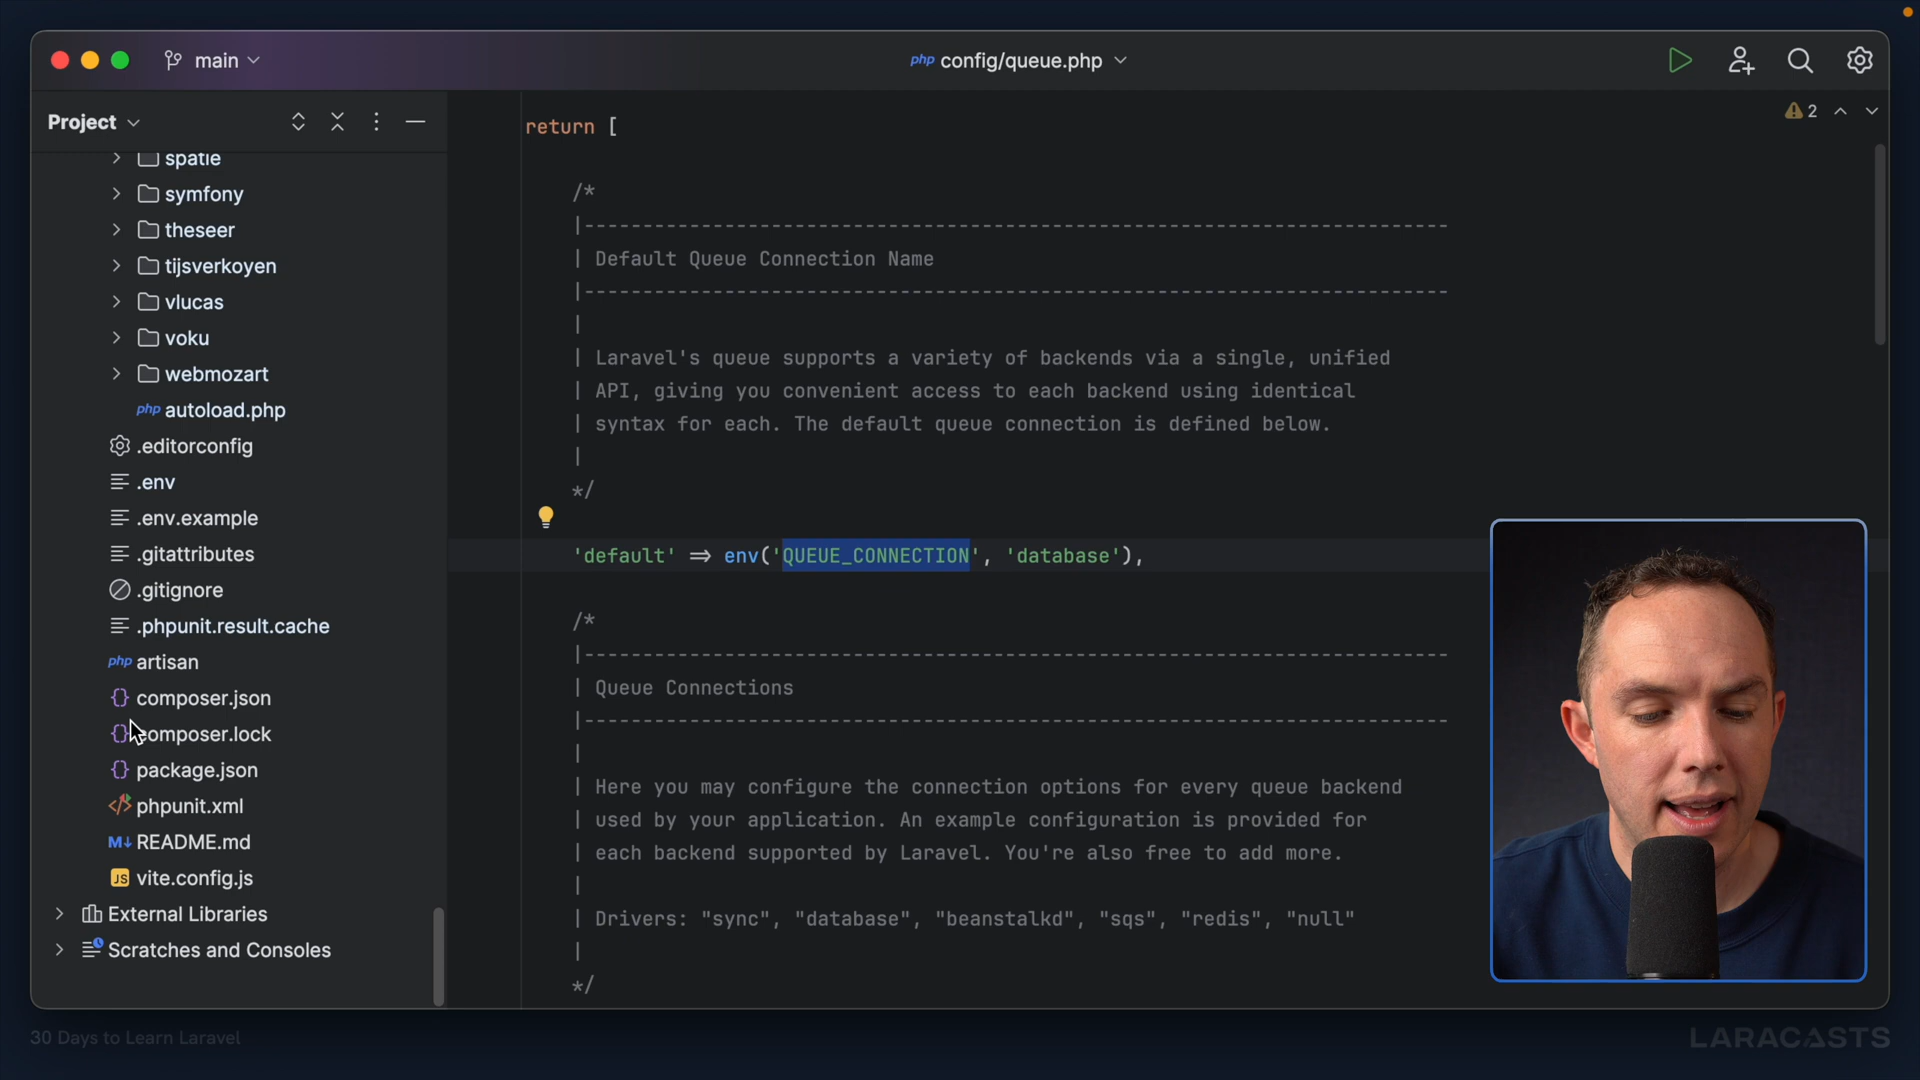 main
php config/queue.php
Project
2
spatie
symfony
theseer
tijsverkoyen
vlucas
voku
webmozart
php autoload.php
.editorconfig
.env
.env.example
.gitattributes
.gitignore
.phpunit.result.cache
php artisan
{} composer.json
{} composer.lock
{} package.json
</> phpunit.xml
M↓ README.md
JS vite.config.js
External Libraries
Scratches and Consoles
return [
/*
|--------------------------------------------------------------------------
| Default Queue Connection Name
|--------------------------------------------------------------------------
|
| Laravel's queue supports a variety of backends via a single, unified
| API, giving you convenient access to each backend using identical
| syntax for each. The default queue connection is defined below.
|
*/
'default' => env('QUEUE_CONNECTION', 'database'),
/*
|--------------------------------------------------------------------------
| Queue Connections
|--------------------------------------------------------------------------
|
| Here you may configure the connection options for every queue backend
| used by your application. An example configuration is provided for
| each backend supported by Laravel. You're also free to add more.
|
| Drivers: "sync", "database", "beanstalkd", "sqs", "redis", "null"
|
*/
30 Days to Learn Laravel
LARACASTS